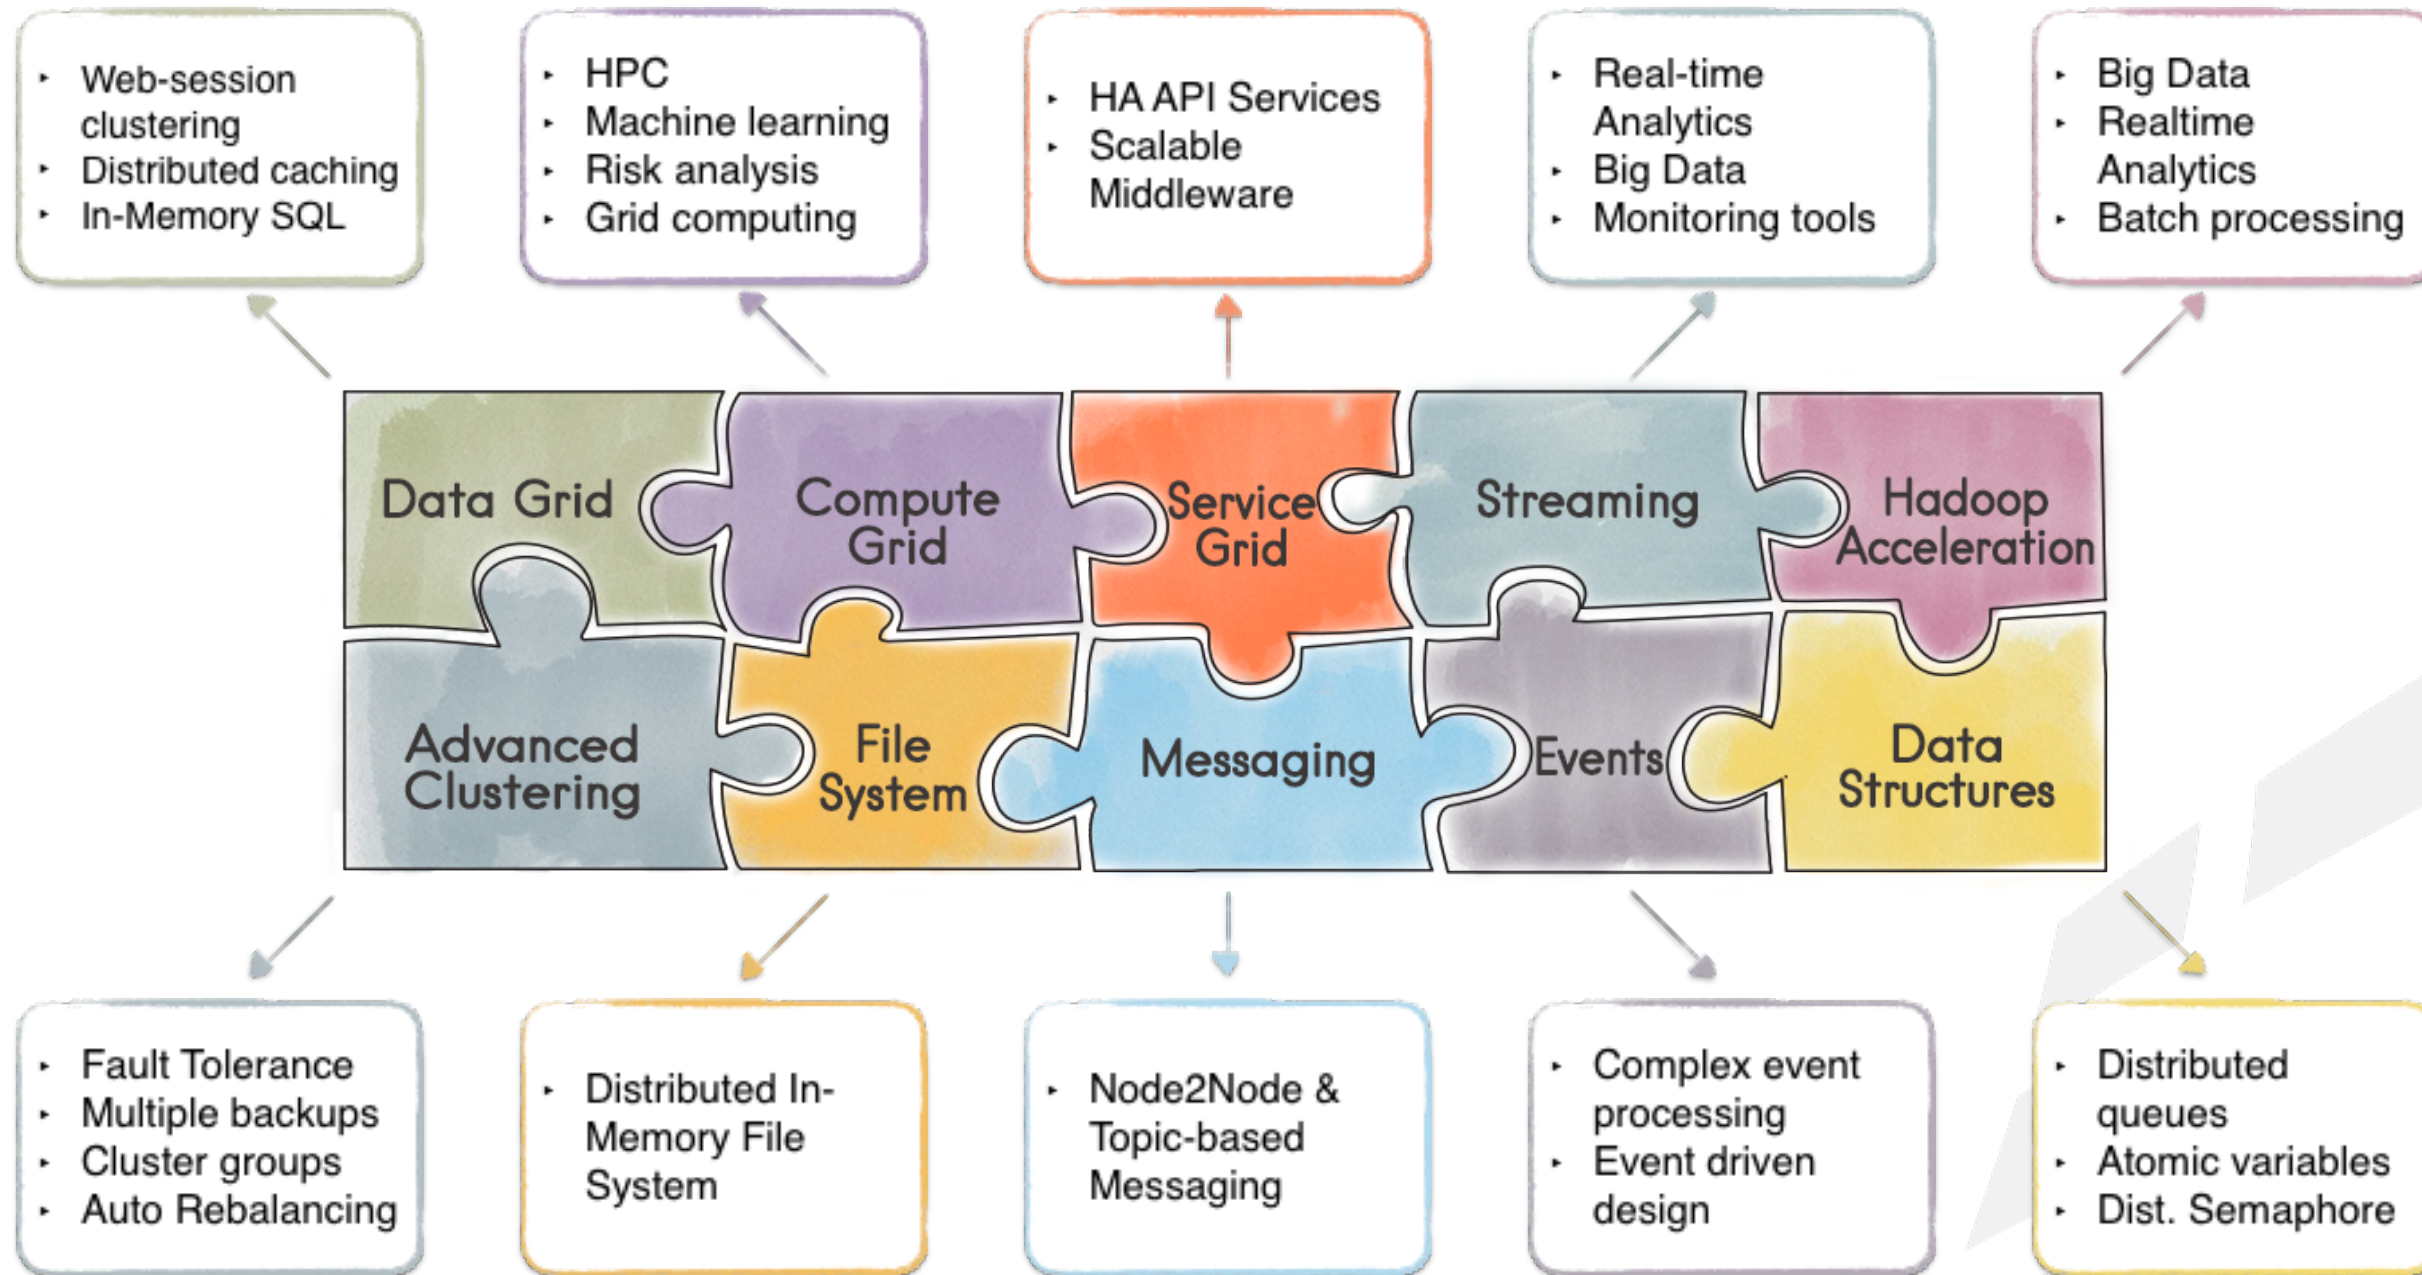 Web-session
clustering
Distributed caching
In-Memory SQL
HPC
Machine learning
Risk analysis
Grid computing
HA API Services
Scalable
Middleware
Real-time
Analytics
Big Data
Monitoring tools
Big Data
Realtime
Analytics
Batch processing
Data Grid
Compute
Grid
Service
Grid
Streaming
Hadoop
Acceleration
Advanced
Clustering
File
System
Messaging
Events
Data
Structures
Fault Tolerance
Multiple backups
Cluster groups
Auto Rebalancing
Distributed In-
Memory File
System
Node2Node &
Topic-based
Messaging
Complex event
processing
Event driven
design
Distributed
queues
Atomic variables
Dist. Semaphore